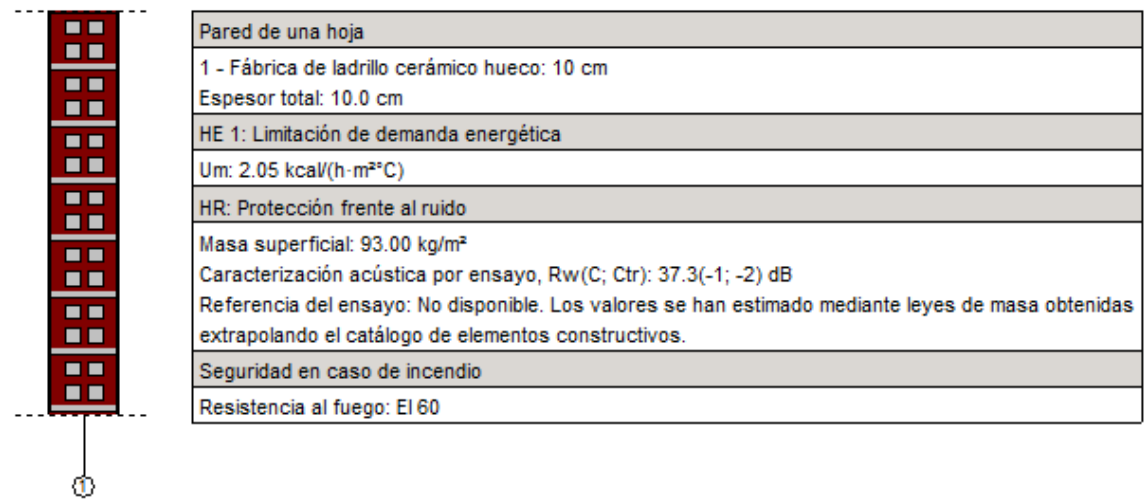 Pared de una hoja
1 - Fábrica de ladrillo cerámico hueco: 10 cm
Espesor total: 10.0 cm
HE 1: Limitación de demanda energética
Um: 2.05 kcal/(h·m²°C)
HR: Protección frente al ruido
Masa superficial: 93.00 kg/m²
Caracterización acústica por ensayo, Rw(C; Ctr): 37.3(-1; -2) dB
Referencia del ensayo: No disponible. Los valores se han estimado mediante leyes de masa obtenidas
extrapolando el catálogo de elementos constructivos.
Seguridad en caso de incendio
Resistencia al fuego: EI 60
1